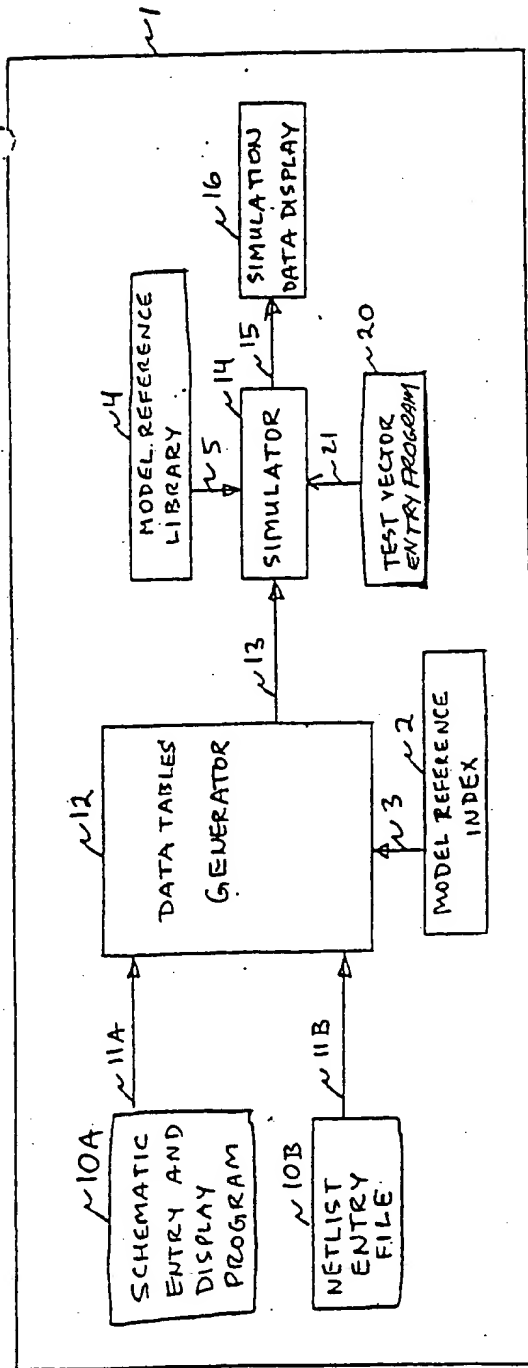 1
10A
SCHEMATIC
ENTRY AND
DISPLAY
PROGRAM
11A
10B
NETLIST
ENTRY
FILE
11B
12
DATA TABLES
GENERATOR
3
2
MODEL REFERENCE
INDEX
13
4
MODEL REFERENCE
LIBRARY
5
14
SIMULATOR
21
20
TEST VECTOR
ENTRY PROGRAM
15
16
SIMULATION
DATA DISPLAY